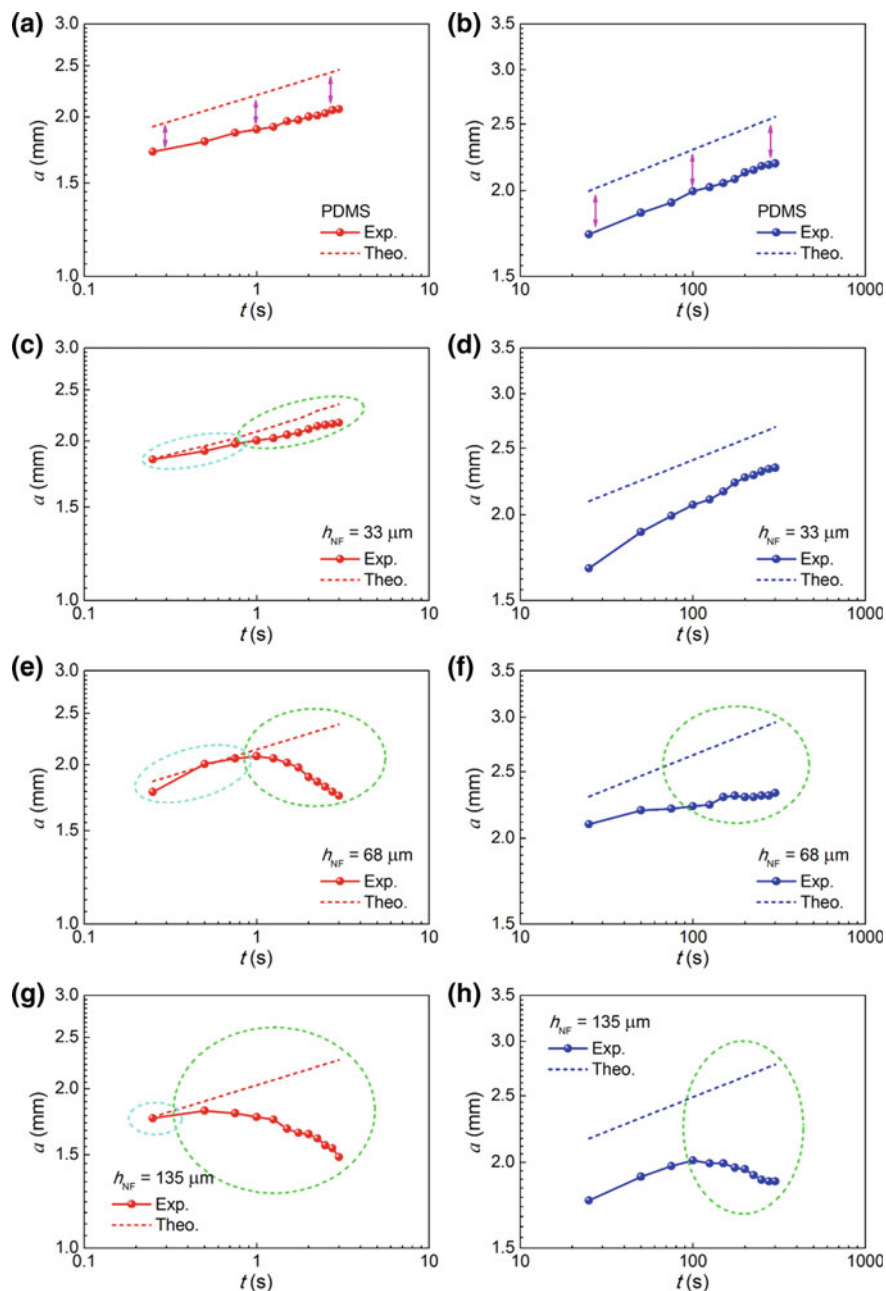 (a)
3.0
2.5
2.0
1.5
1.0
a (mm)
PDMS
Exp.
Theo.
0.1
1
10
t (s)
(b)
3.5
3.0
2.5
2.0
1.5
a (mm)
PDMS
Exp.
Theo.
10
100
1000
t (s)
(c)
3.0
2.5
2.0
1.5
1.0
a (mm)
hNF = 33 μm
Exp.
Theo.
0.1
1
10
t (s)
(d)
3.5
3.0
2.5
2.0
1.5
a (mm)
hNF = 33 μm
Exp.
Theo.
10
100
1000
t (s)
(e)
3.0
2.5
2.0
1.5
1.0
a (mm)
hNF = 68 μm
Exp.
Theo.
0.1
1
10
t (s)
(f)
3.5
3.0
2.5
2.0
1.5
a (mm)
hNF = 68 μm
Exp.
Theo.
10
100
1000
t (s)
(g)
3.0
2.5
2.0
1.5
1.0
a (mm)
hNF = 135 μm
Exp.
Theo.
0.1
1
10
t (s)
(h)
3.5
3.0
2.5
2.0
1.5
a (mm)
hNF = 135 μm
Exp.
Theo.
10
100
1000
t (s)